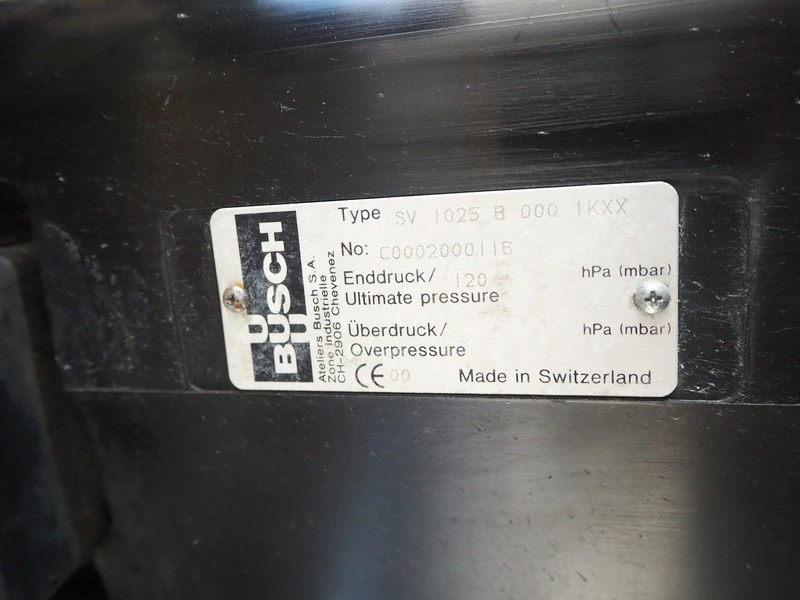 BUSCH
Ateliers Busch S.A.
Zone industrielle
CH-2906 Chevenez
Type SV 1025 B 000 1KXX
No: C0002000116
Enddruck/ 120 hPa (mbar)
Ultimate pressure
Überdruck/ hPa (mbar)
Overpressure
CE 00 Made in Switzerland